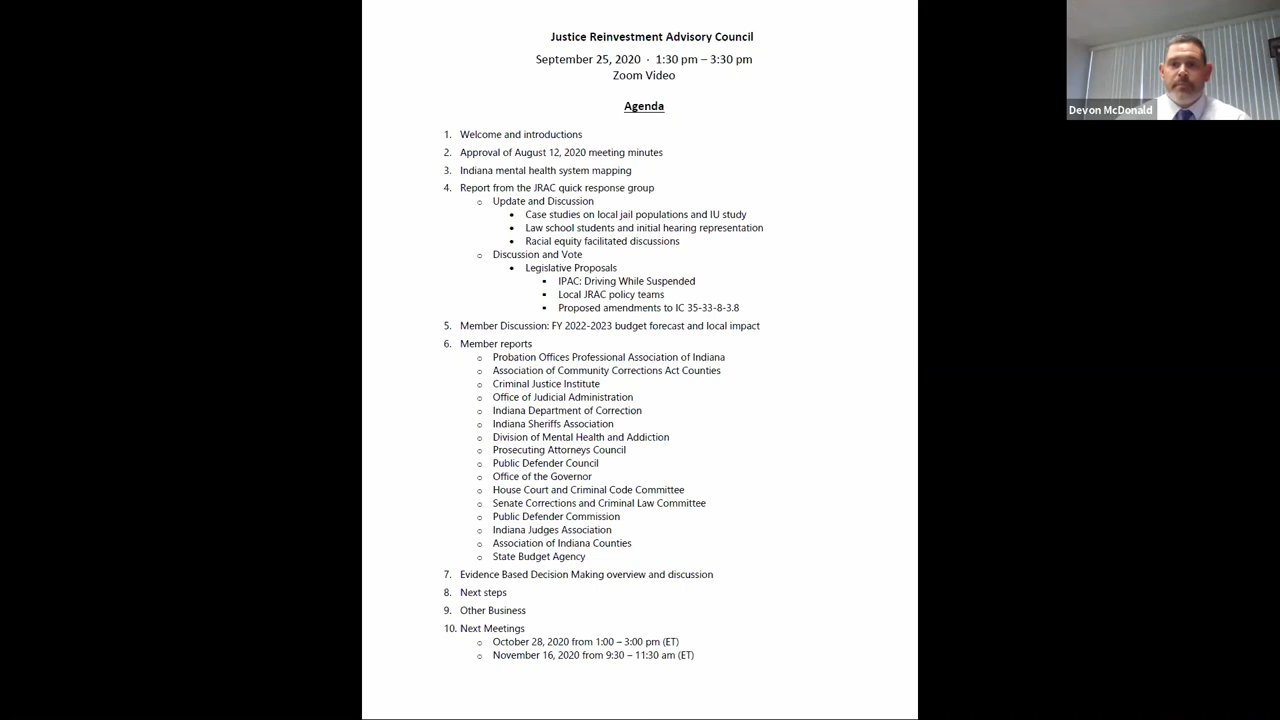 Justice Reinvestment Advisory Council
September 25, 2020 · 1:30 pm – 3:30 pm
Zoom Video
Agenda
1. Welcome and introductions
2. Approval of August 12, 2020 meeting minutes
3. Indiana mental health system mapping
4. Report from the JRAC quick response group
o Update and Discussion
• Case studies on local jail populations and IU study
• Law school students and initial hearing representation
• Racial equity facilitated discussions
o Discussion and Vote
• Legislative Proposals
▪ IPAC: Driving While Suspended
▪ Local JRAC policy teams
▪ Proposed amendments to IC 35-33-8-3.8
5. Member Discussion: FY 2022-2023 budget forecast and local impact
6. Member reports
o Probation Offices Professional Association of Indiana
o Association of Community Corrections Act Counties
o Criminal Justice Institute
o Office of Judicial Administration
o Indiana Department of Correction
o Indiana Sheriffs Association
o Division of Mental Health and Addiction
o Prosecuting Attorneys Council
o Public Defender Council
o Office of the Governor
o House Court and Criminal Code Committee
o Senate Corrections and Criminal Law Committee
o Public Defender Commission
o Indiana Judges Association
o Association of Indiana Counties
o State Budget Agency
7. Evidence Based Decision Making overview and discussion
8. Next steps
9. Other Business
10. Next Meetings
o October 28, 2020 from 1:00 – 3:00 pm (ET)
o November 16, 2020 from 9:30 – 11:30 am (ET)
Devon McDonald